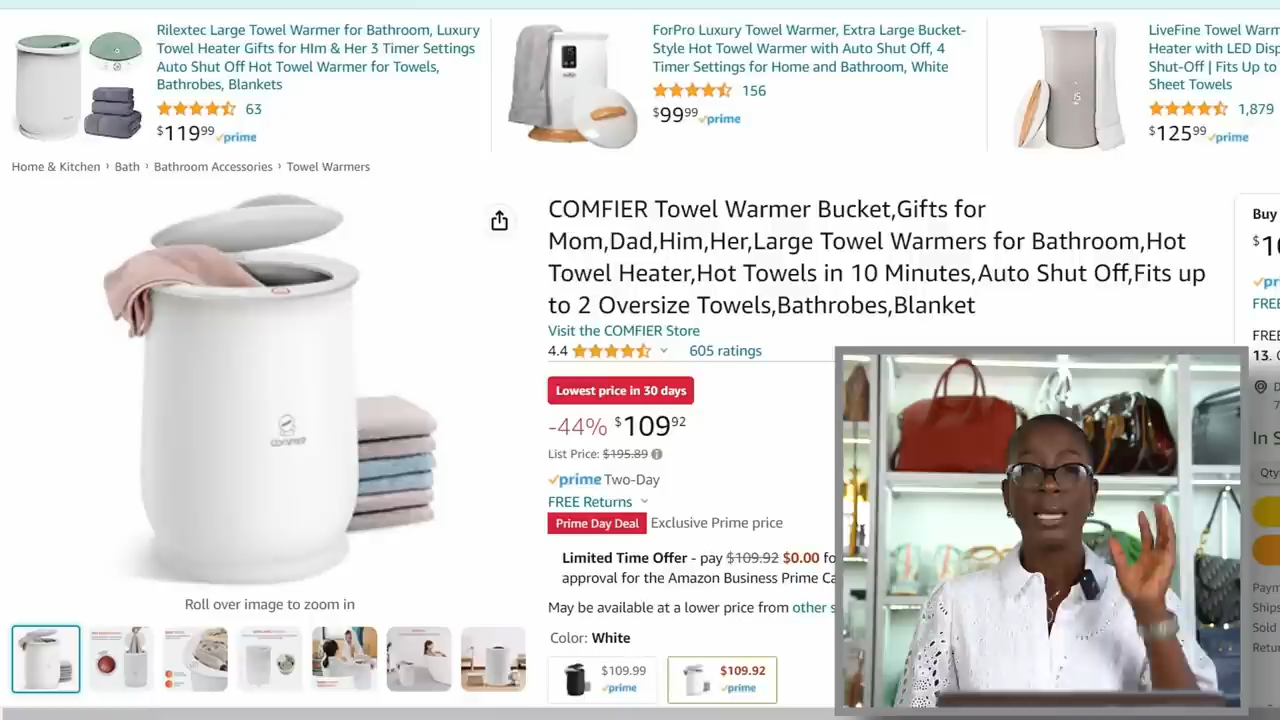 Rilextec Large Towel Warmer for Bathroom, Luxury
Towel Heater Gifts for HIm & Her 3 Timer Settings
Auto Shut Off Hot Towel Warmer for Towels,
Bathrobes, Blankets
63
$119.99 prime
ForPro Luxury Towel Warmer, Extra Large Bucket-
Style Hot Towel Warmer with Auto Shut Off, 4
Timer Settings for Home and Bathroom, White
156
$99.99 prime
LiveFine Towel Warm
Heater with LED Disp
Shut-Off | Fits Up to
Sheet Towels
1,879
$125.99 prime
Home & Kitchen › Bath › Bathroom Accessories › Towel Warmers
COMFIER Towel Warmer Bucket,Gifts for
Mom,Dad,Him,Her,Large Towel Warmers for Bathroom,Hot
Towel Heater,Hot Towels in 10 Minutes,Auto Shut Off,Fits up
to 2 Oversize Towels,Bathrobes,Blanket
Visit the COMFIER Store
4.4
605 ratings
Lowest price in 30 days
-44% $109.92
List Price: $195.89
prime Two-Day
FREE Returns
Prime Day Deal Exclusive Prime price
Limited Time Offer - pay $109.92 $0.00 fo
approval for the Amazon Business Prime Ca
May be available at a lower price from other s
Color: White
$109.99
prime
$109.92
prime
Roll over image to zoom in
COMFIER
Buy
$10
pr
FREE
FREE
13. 
D
7
In S
Qty
Paym
Ships
Sold
Retur